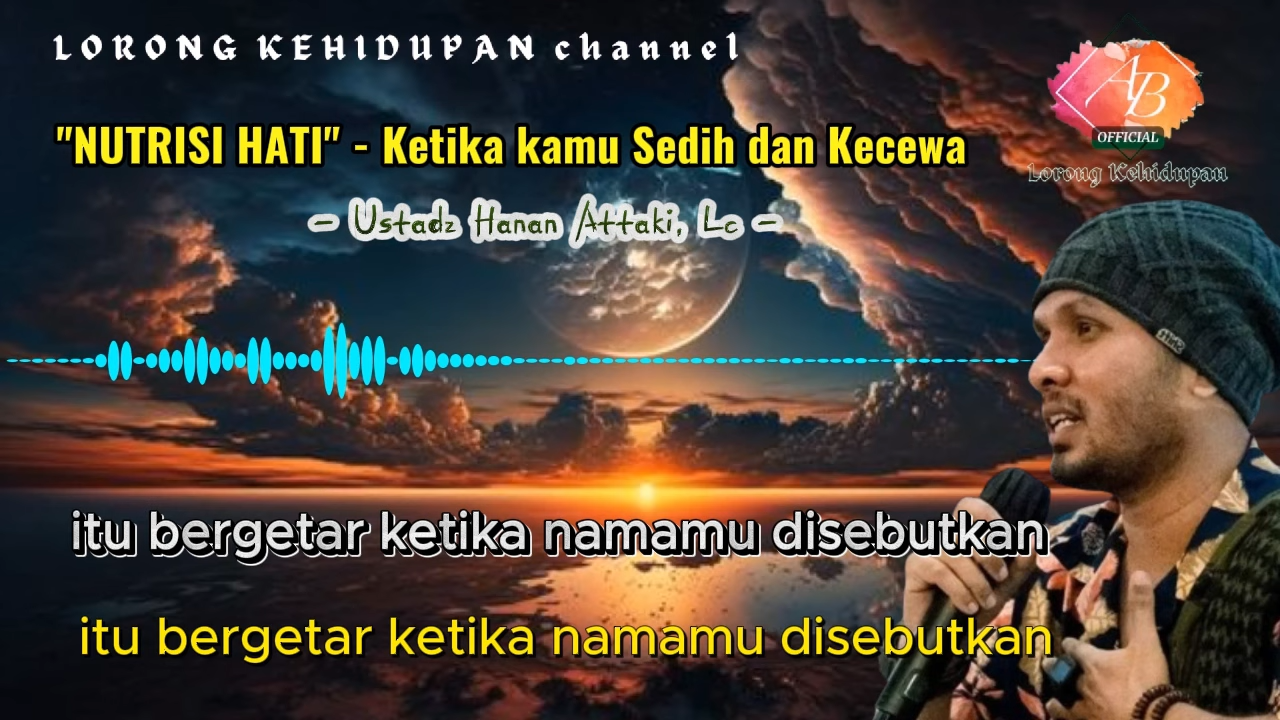 LORONG KEHIDUPAN channel
AB
OFFICIAL
Lorong Kehidupan
"NUTRISI HATI" - Ketika kamu Sedih dan Kecewa
- Ustadz Hanan Attaki, Lc -
itu bergetar ketika namamu disebutkan
itu bergetar ketika namamu disebutkan